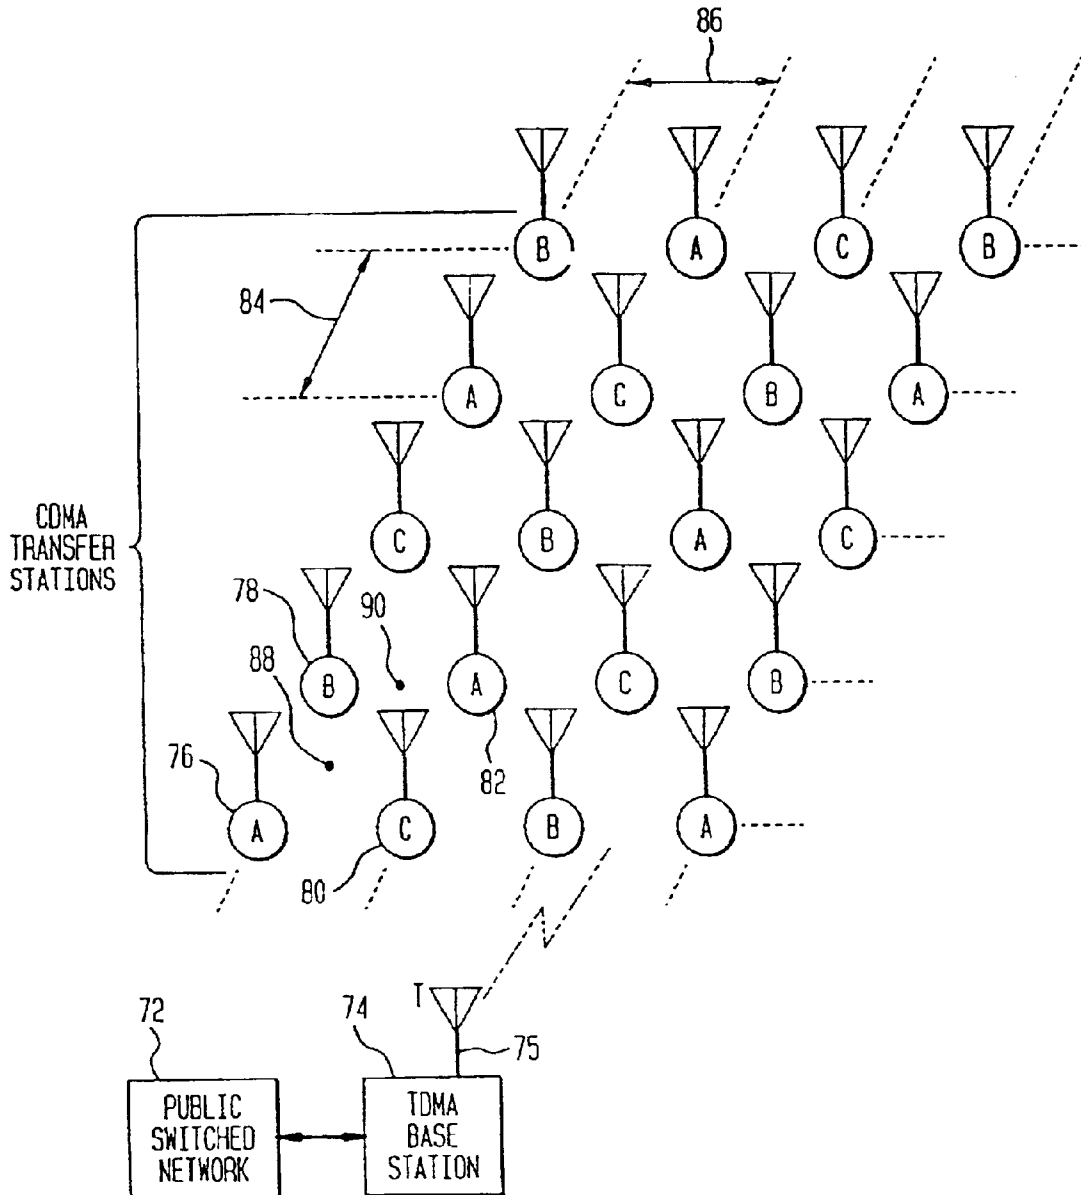 86
B A C B
84
A C B A
CDMA
TRANSFER
STATIONS
C B A C
78
90
88
B A C B
82
76
A C B A
80
T
72
74
75
PUBLIC
SWITCHED
NETWORK
TDMA
BASE
STATION